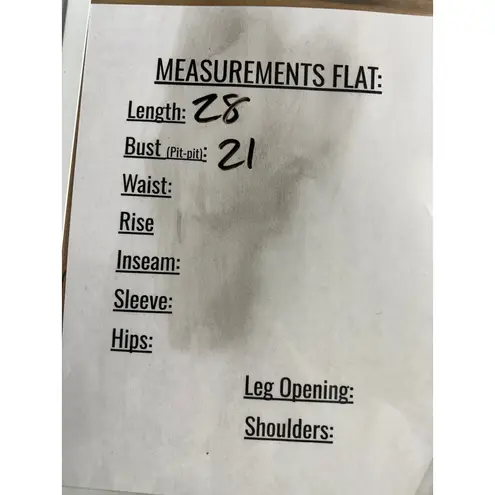 MEASUREMENTS FLAT:
Length: 28
Bust (Pit-pit): 21
Waist:
Rise
Inseam:
Sleeve:
Hips:
Leg Opening:
Shoulders: